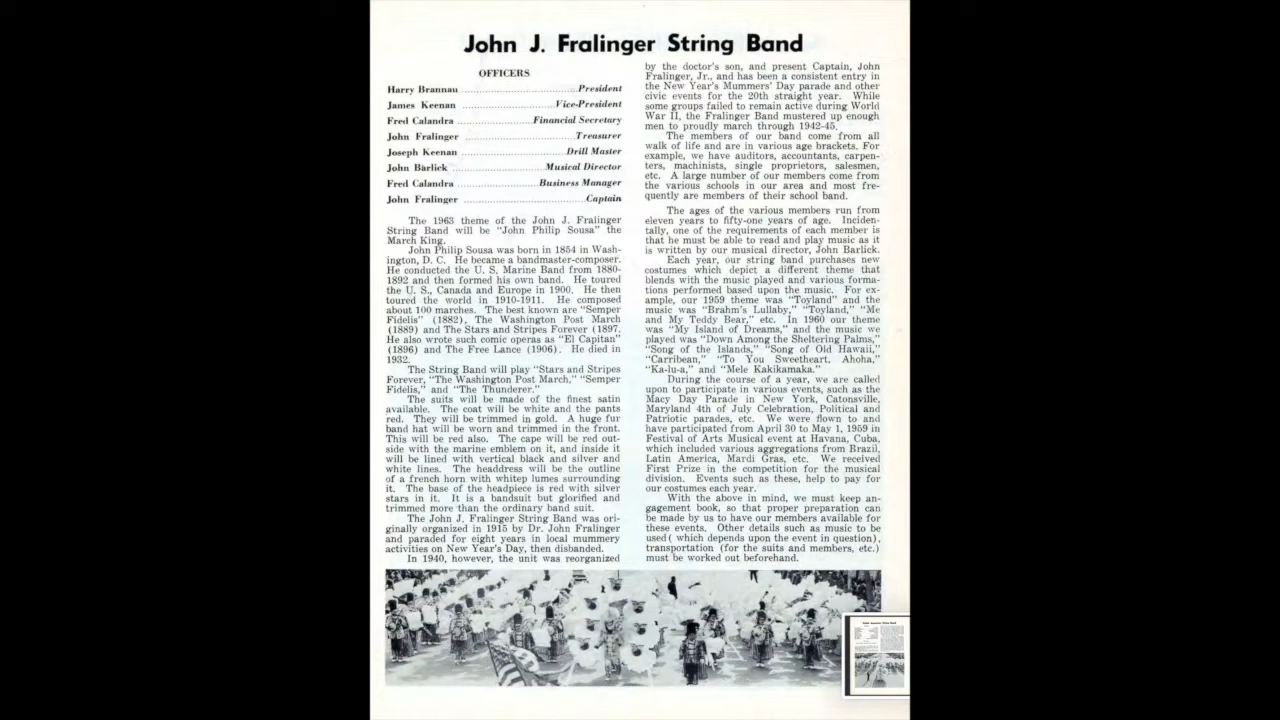 John J. Fralinger String Band
OFFICERS
Harry Brannau ..............................President
James Keenan ........................Vice-President
Fred Calandra ...................Financial Secretary
John Fralinger .............................Treasurer
Joseph Keenan ..........................Drill Master
John Barlick .....................Musical Director
Fred Calandra .....................Business Manager
John Fralinger ................................Captain
The 1963 theme of the John J. Fralinger
String Band will be "John Philip Sousa" the
March King.
John Philip Sousa was born in 1854 in Wash-
ington, D. C. He became a bandmaster-composer.
He conducted the U. S. Marine Band from 1880-
1892 and then formed his own band. He toured
the U. S., Canada and Europe in 1900. He then
toured the world in 1910-1911. He composed
about 100 marches. The best known are "Semper
Fidelis" (1882), The Washington Post March
(1889) and The Stars and Stripes Forever (1897.
He also wrote such comic operas as "El Capitan"
(1896) and The Free Lance (1906). He died in
1932.
The String Band will play "Stars and Stripes
Forever, "The Washington Post March," "Semper
Fidelis," and "The Thunderer."
The suits will be made of the finest satin
available. The coat will be white and the pants
red. They will be trimmed in gold. A huge fur
band hat will be worn and trimmed in the front.
This will be red also. The cape will be red out-
side with the marine emblem on it, and inside it
will be lined with vertical black and silver and
white lines. The headdress will be the outline
of a french horn with whitep lumes surrounding
it. The base of the headpiece is red with silver
stars in it. It is a bandsuit but glorified and
trimmed more than the ordinary band suit.
The John J. Fralinger String Band was ori-
ginally organized in 1915 by Dr. John Fralinger
and paraded for eight years in local mummery
activities on New Year's Day, then disbanded.
In 1940, however, the unit was reorganized
by the doctor's son, and present Captain, John
Fralinger, Jr., and has been a consistent entry in
the New Year's Mummers' Day parade and other
civic events for the 20th straight year. While
some groups failed to remain active during World
War II, the Fralinger Band mustered up enough
men to proudly march through 1942-45.
The members of our band come from all
walk of life and are in various age brackets. For
example, we have auditors, accountants, carpen-
ters, machinists, single proprietors, salesmen,
etc. A large number of our members come from
the various schools in our area and most fre-
quently are members of their school band.
The ages of the various members run from
eleven years to fifty-one years of age. Inciden-
tally, one of the requirements of each member is
that he must be able to read and play music as it
is written by our musical director, John Barlick.
Each year, our string band purchases new
costumes which depict a different theme that
blends with the music played and various forma-
tions performed based upon the music. For ex-
ample, our 1959 theme was "Toyland" and the
music was "Brahm's Lullaby," "Toyland," "Me
and My Teddy Bear," etc. In 1960 our theme
was "My Island of Dreams," and the music we
played was "Down Among the Sheltering Palms,"
"Song of the Islands," "Song of Old Hawaii,"
"Carribean," "To You Sweetheart, Ahoha,"
"Ka-lu-a," and "Mele Kakikamaka."
During the course of a year, we are called
upon to participate in various events, such as the
Macy Day Parade in New York, Catonsville,
Maryland 4th of July Celebration, Political and
Patriotic parades, etc. We were flown to and
have participated from April 30 to May 1, 1959 in
Festival of Arts Musical event at Havana, Cuba,
which included various aggregations from Brazil,
Latin America, Mardi Gras, etc. We received
First Prize in the competition for the musical
division. Events such as these, help to pay for
our costumes each year.
With the above in mind, we must keep an-
gagement book, so that proper preparation can
be made by us to have our members available for
these events. Other details such as music to be
used( which depends upon the event in question),
transportation (for the suits and members, etc.)
must be worked out beforehand.